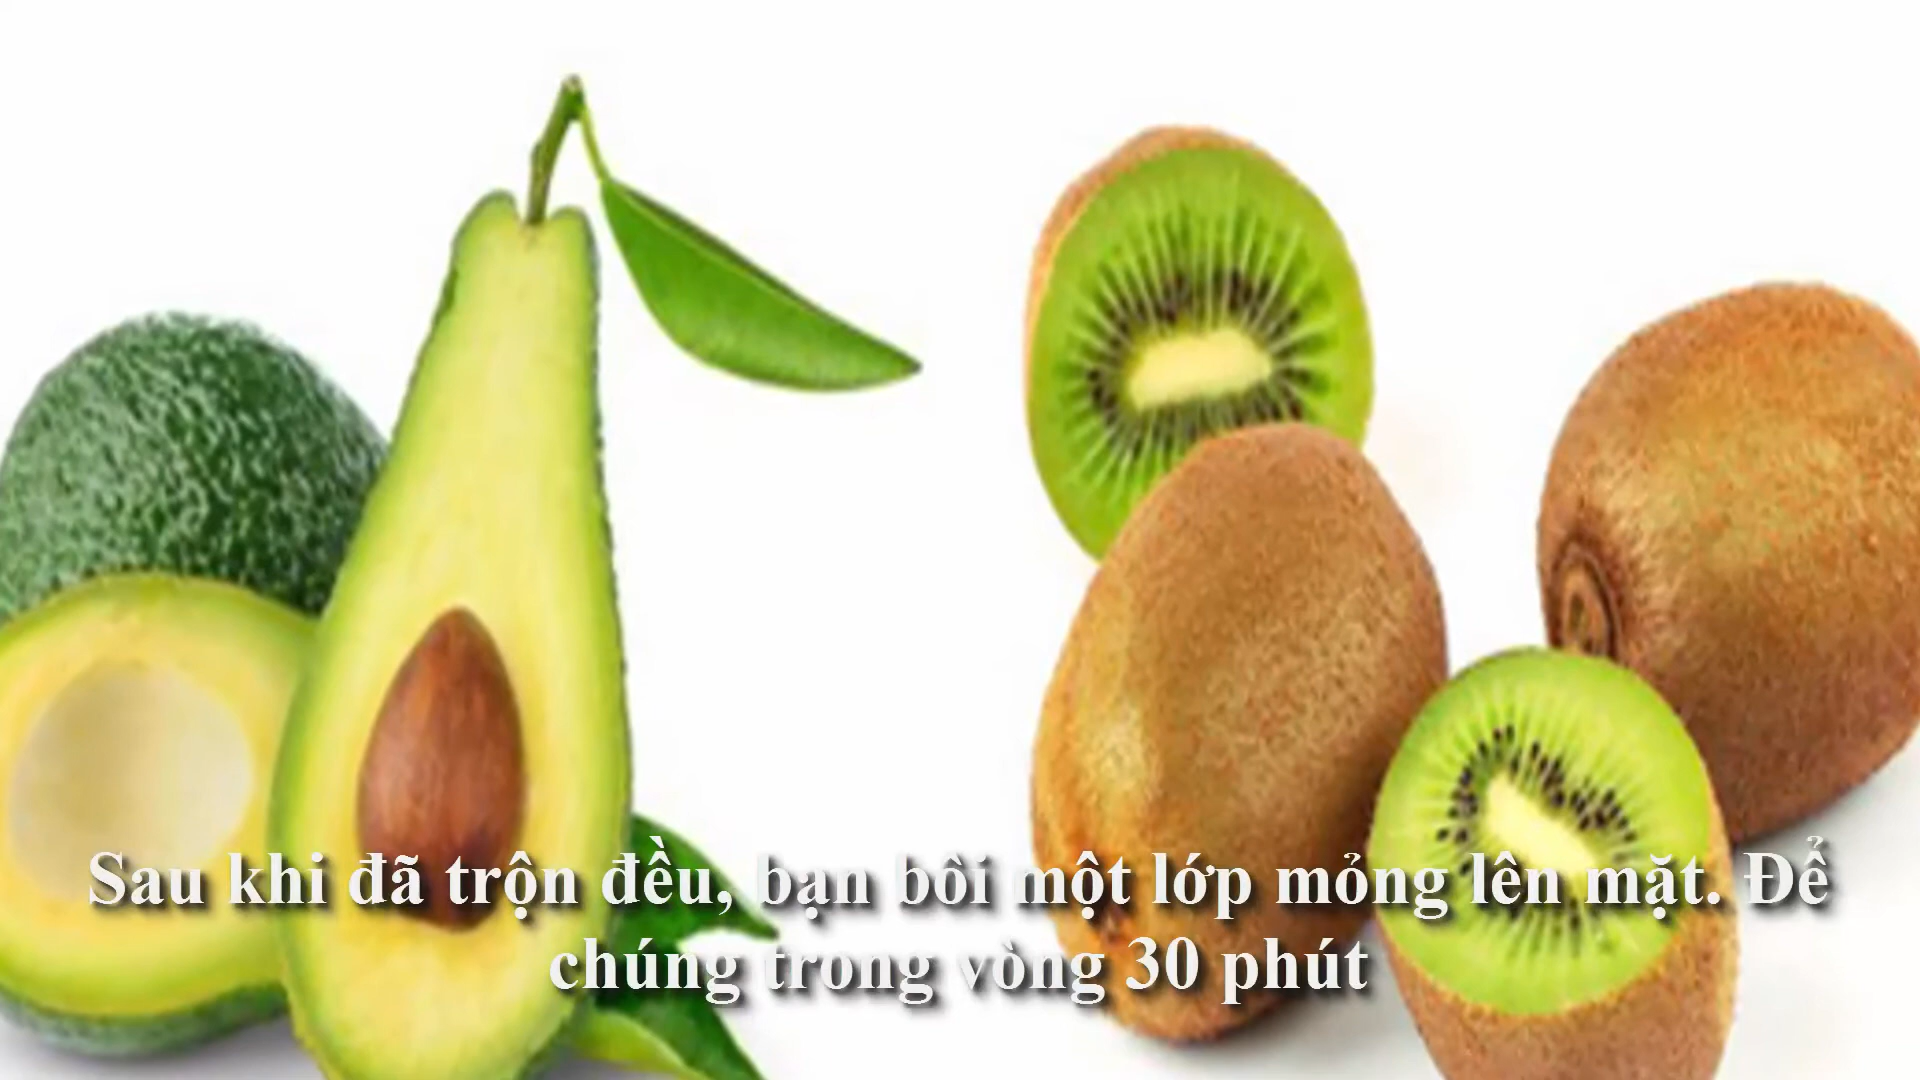 Sau khi đã trộn đều, bạn bôi một lớp mỏng lên mặt. Để
chúng trong vòng 30 phút